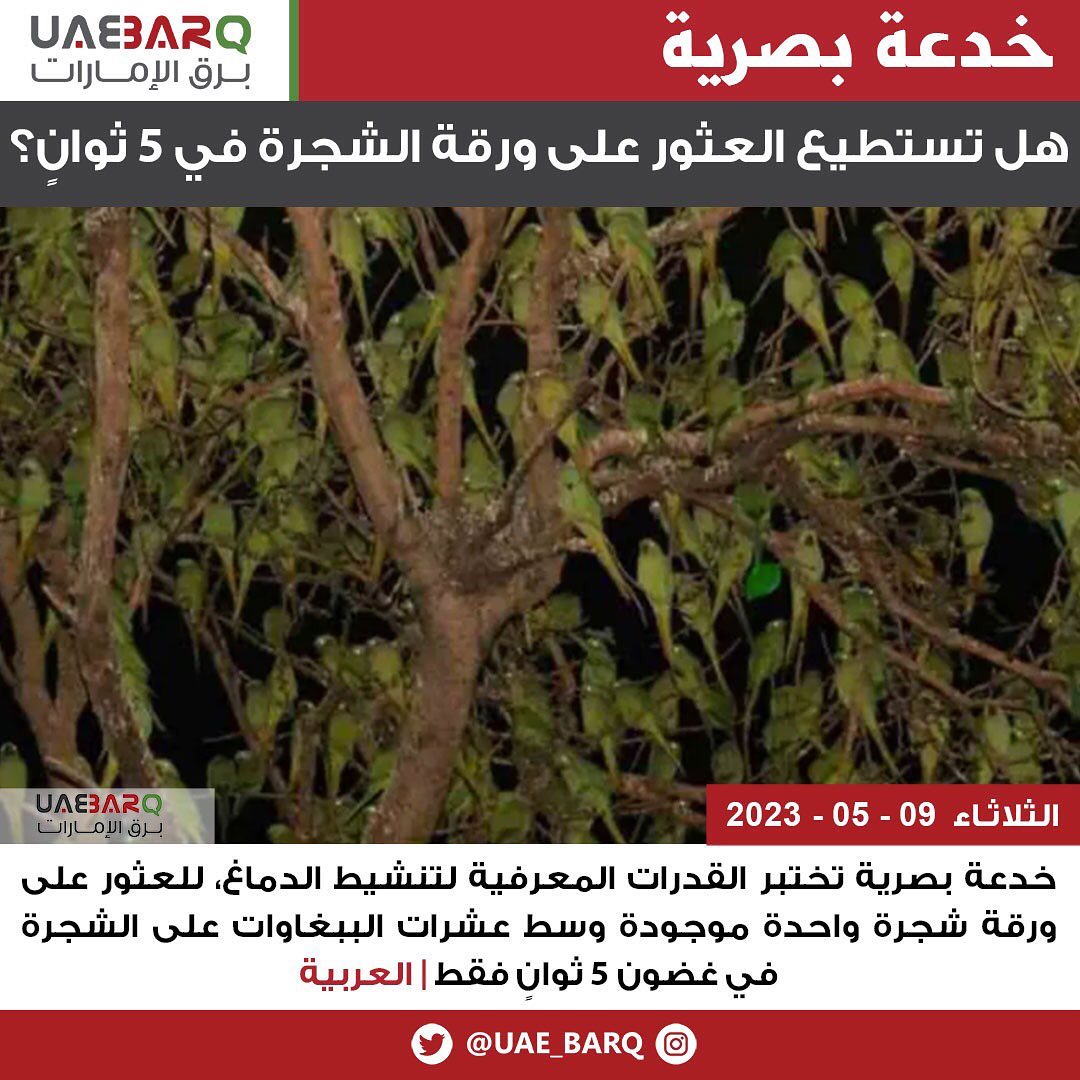 UAEBARQ
برق الإمارات
خدعة بصرية
هل تستطيع العثور على ورقة الشجرة في 5 ثوانٍ؟
UAEBARQ
برق الإمارات
الثلاثاء 09 - 05 - 2023
خدعة بصرية تختبر القدرات المعرفية لتنشيط الدماغ، للعثور على
ورقة شجرة واحدة موجودة وسط عشرات الببغاوات على الشجرة
في غضون 5 ثوانٍ فقط | العربية
@UAE_BARQ